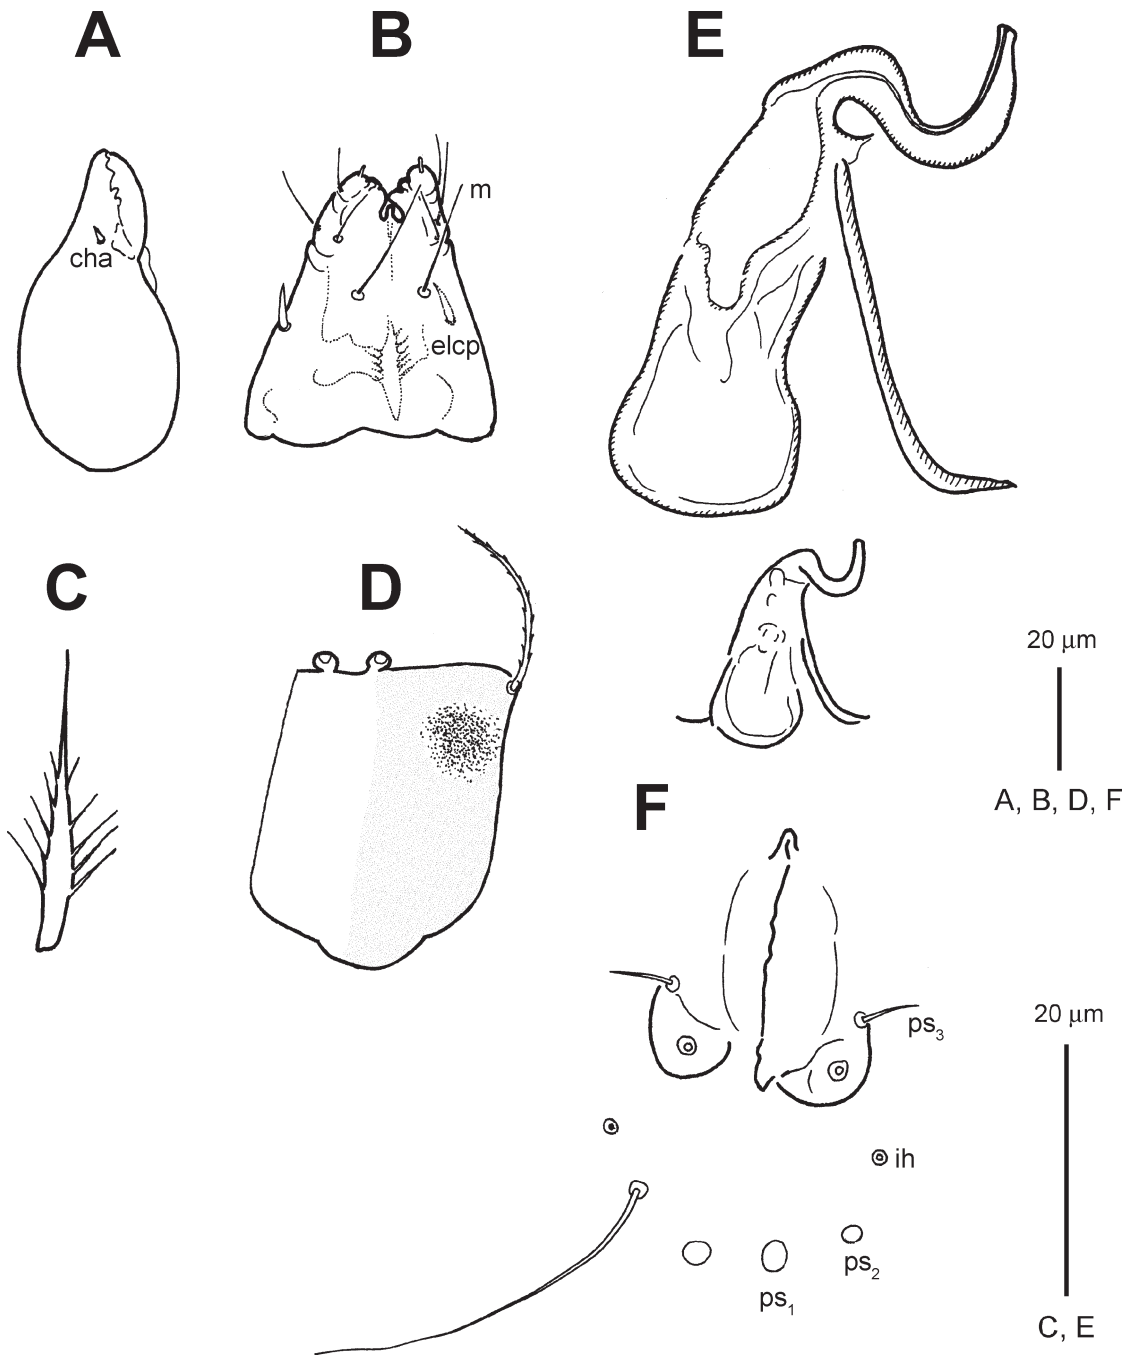 A
B
E
m
cha
elcp
C
D
20 µm
A, B, D, F
F
20 µm
ps3
ih
ps2
ps1
C, E